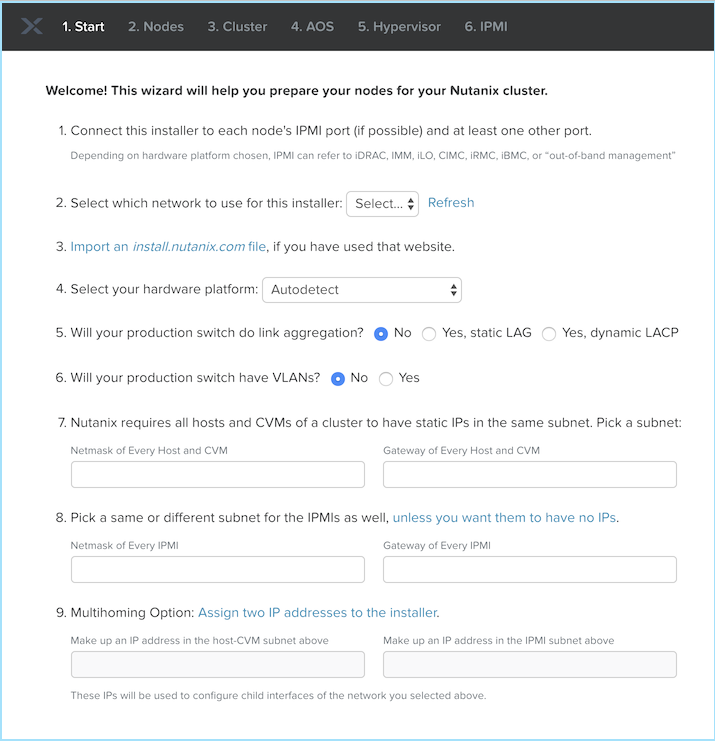 1. Start 2. Nodes 3. Cluster 4. AOS 5. Hypervisor 6. IPMI
Welcome! This wizard will help you prepare your nodes for your Nutanix cluster.
1. Connect this installer to each node's IPMI port (if possible) and at least one other port.
Depending on hardware platform chosen, IPMI can refer to iDRAC, IMM, iLO, CIMC, iRMC, iBMC, or “out-of-band management”
2. Select which network to use for this installer: Select... Refresh
3. Import an install.nutanix.com file, if you have used that website.
4. Select your hardware platform: Autodetect
5. Will your production switch do link aggregation? No Yes, static LAG Yes, dynamic LACP
6. Will your production switch have VLANs? No Yes
7. Nutanix requires all hosts and CVMs of a cluster to have static IPs in the same subnet. Pick a subnet:
Netmask of Every Host and CVM Gateway of Every Host and CVM
8. Pick a same or different subnet for the IPMIs as well, unless you want them to have no IPs.
Netmask of Every IPMI Gateway of Every IPMI
9. Multihoming Option: Assign two IP addresses to the installer.
Make up an IP address in the host-CVM subnet above Make up an IP address in the IPMI subnet above
These IPs will be used to configure child interfaces of the network you selected above.